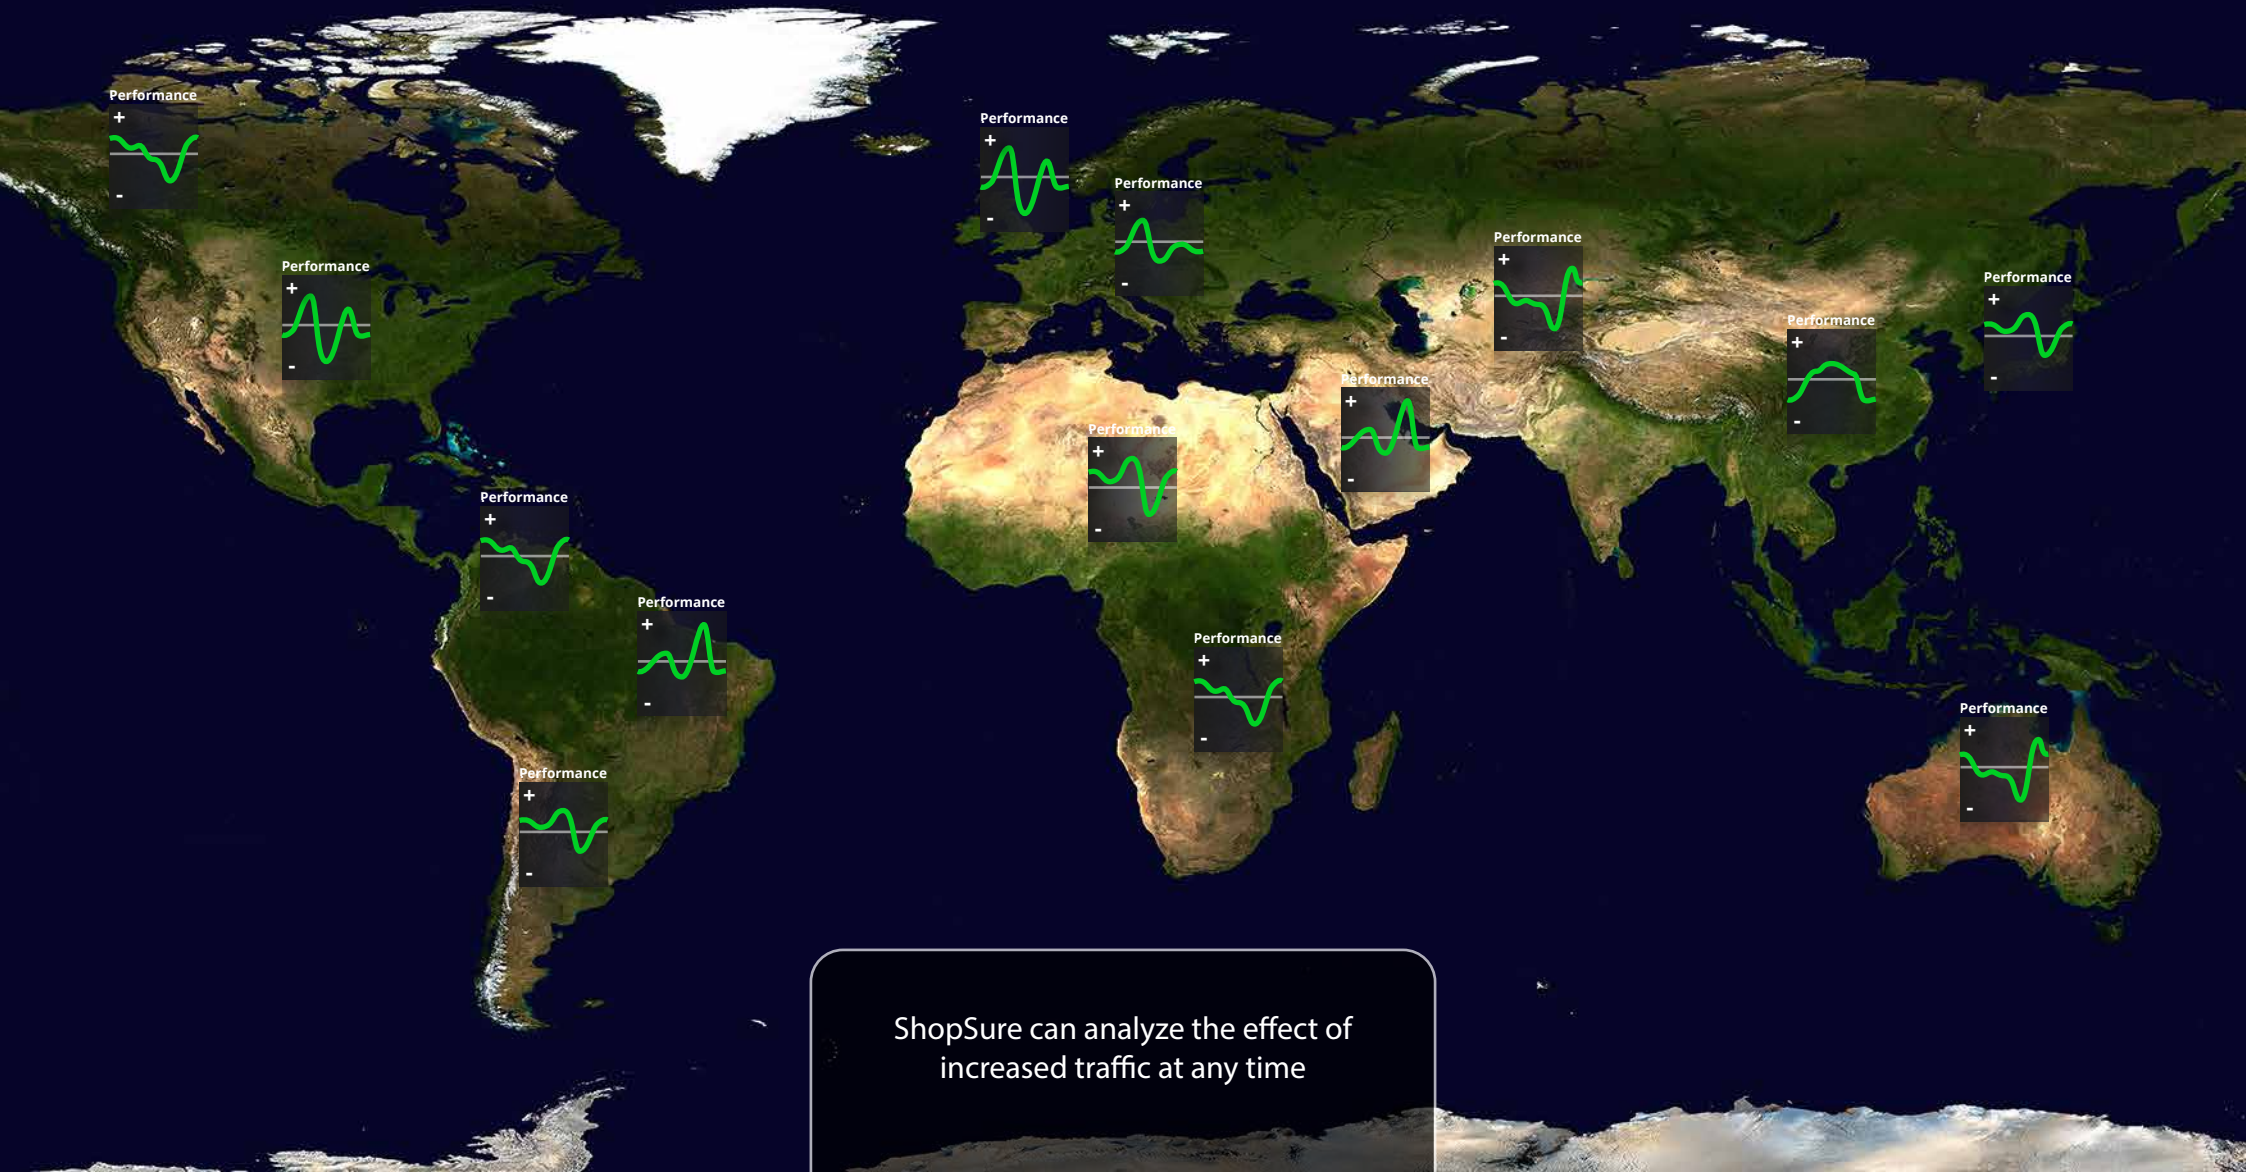 Performance
+
-
Performance
+
-
Performance
+
-
Performance
+
-
Performance
+
-
Performance
+
-
Performance
+
-
Performance
+
-
Performance
+
-
Performance
+
-
Performance
+
-
Performance
+
-
Performance
+
-
Performance
+
-
ShopSure can analyze the effect of
increased traffic at any time